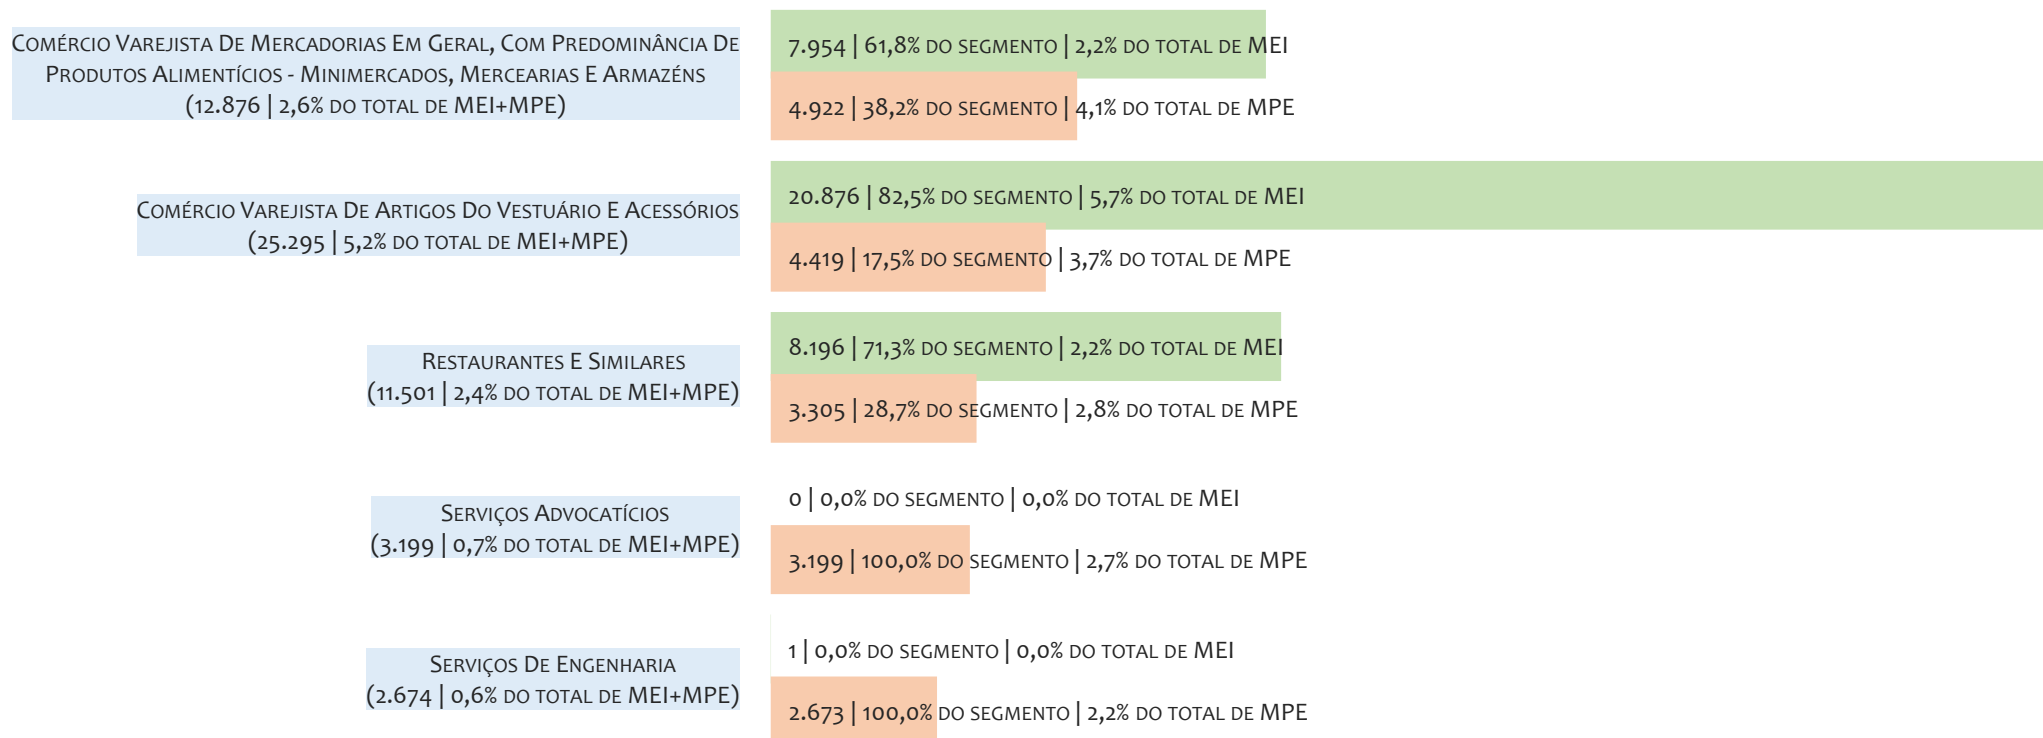 Comércio Varejista De Mercadorias Em Geral, Com Predominância De
Produtos Alimentícios - Minimercados, Mercearias E Armazéns
(12.876 | 2,6% do total de MEI+MPE)
7.954 | 61,8% do segmento | 2,2% do total de MEI
4.922 | 38,2% do segmento | 4,1% do total de MPE
Comércio Varejista De Artigos Do Vestuário E Acessórios
(25.295 | 5,2% do total de MEI+MPE)
20.876 | 82,5% do segmento | 5,7% do total de MEI
4.419 | 17,5% do segmento | 3,7% do total de MPE
Restaurantes E Similares
(11.501 | 2,4% do total de MEI+MPE)
8.196 | 71,3% do segmento | 2,2% do total de MEI
3.305 | 28,7% do segmento | 2,8% do total de MPE
Serviços Advocatícios
(3.199 | 0,7% do total de MEI+MPE)
0 | 0,0% do segmento | 0,0% do total de MEI
3.199 | 100,0% do segmento | 2,7% do total de MPE
Serviços De Engenharia
(2.674 | 0,6% do total de MEI+MPE)
1 | 0,0% do segmento | 0,0% do total de MEI
2.673 | 100,0% do segmento | 2,2% do total de MPE